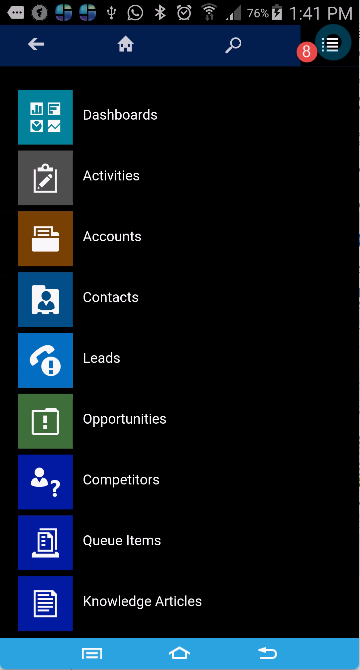 76% 1:41 PM
8
Dashboards
Activities
Accounts
Contacts
Leads
Opportunities
Competitors
Queue Items
Knowledge Articles